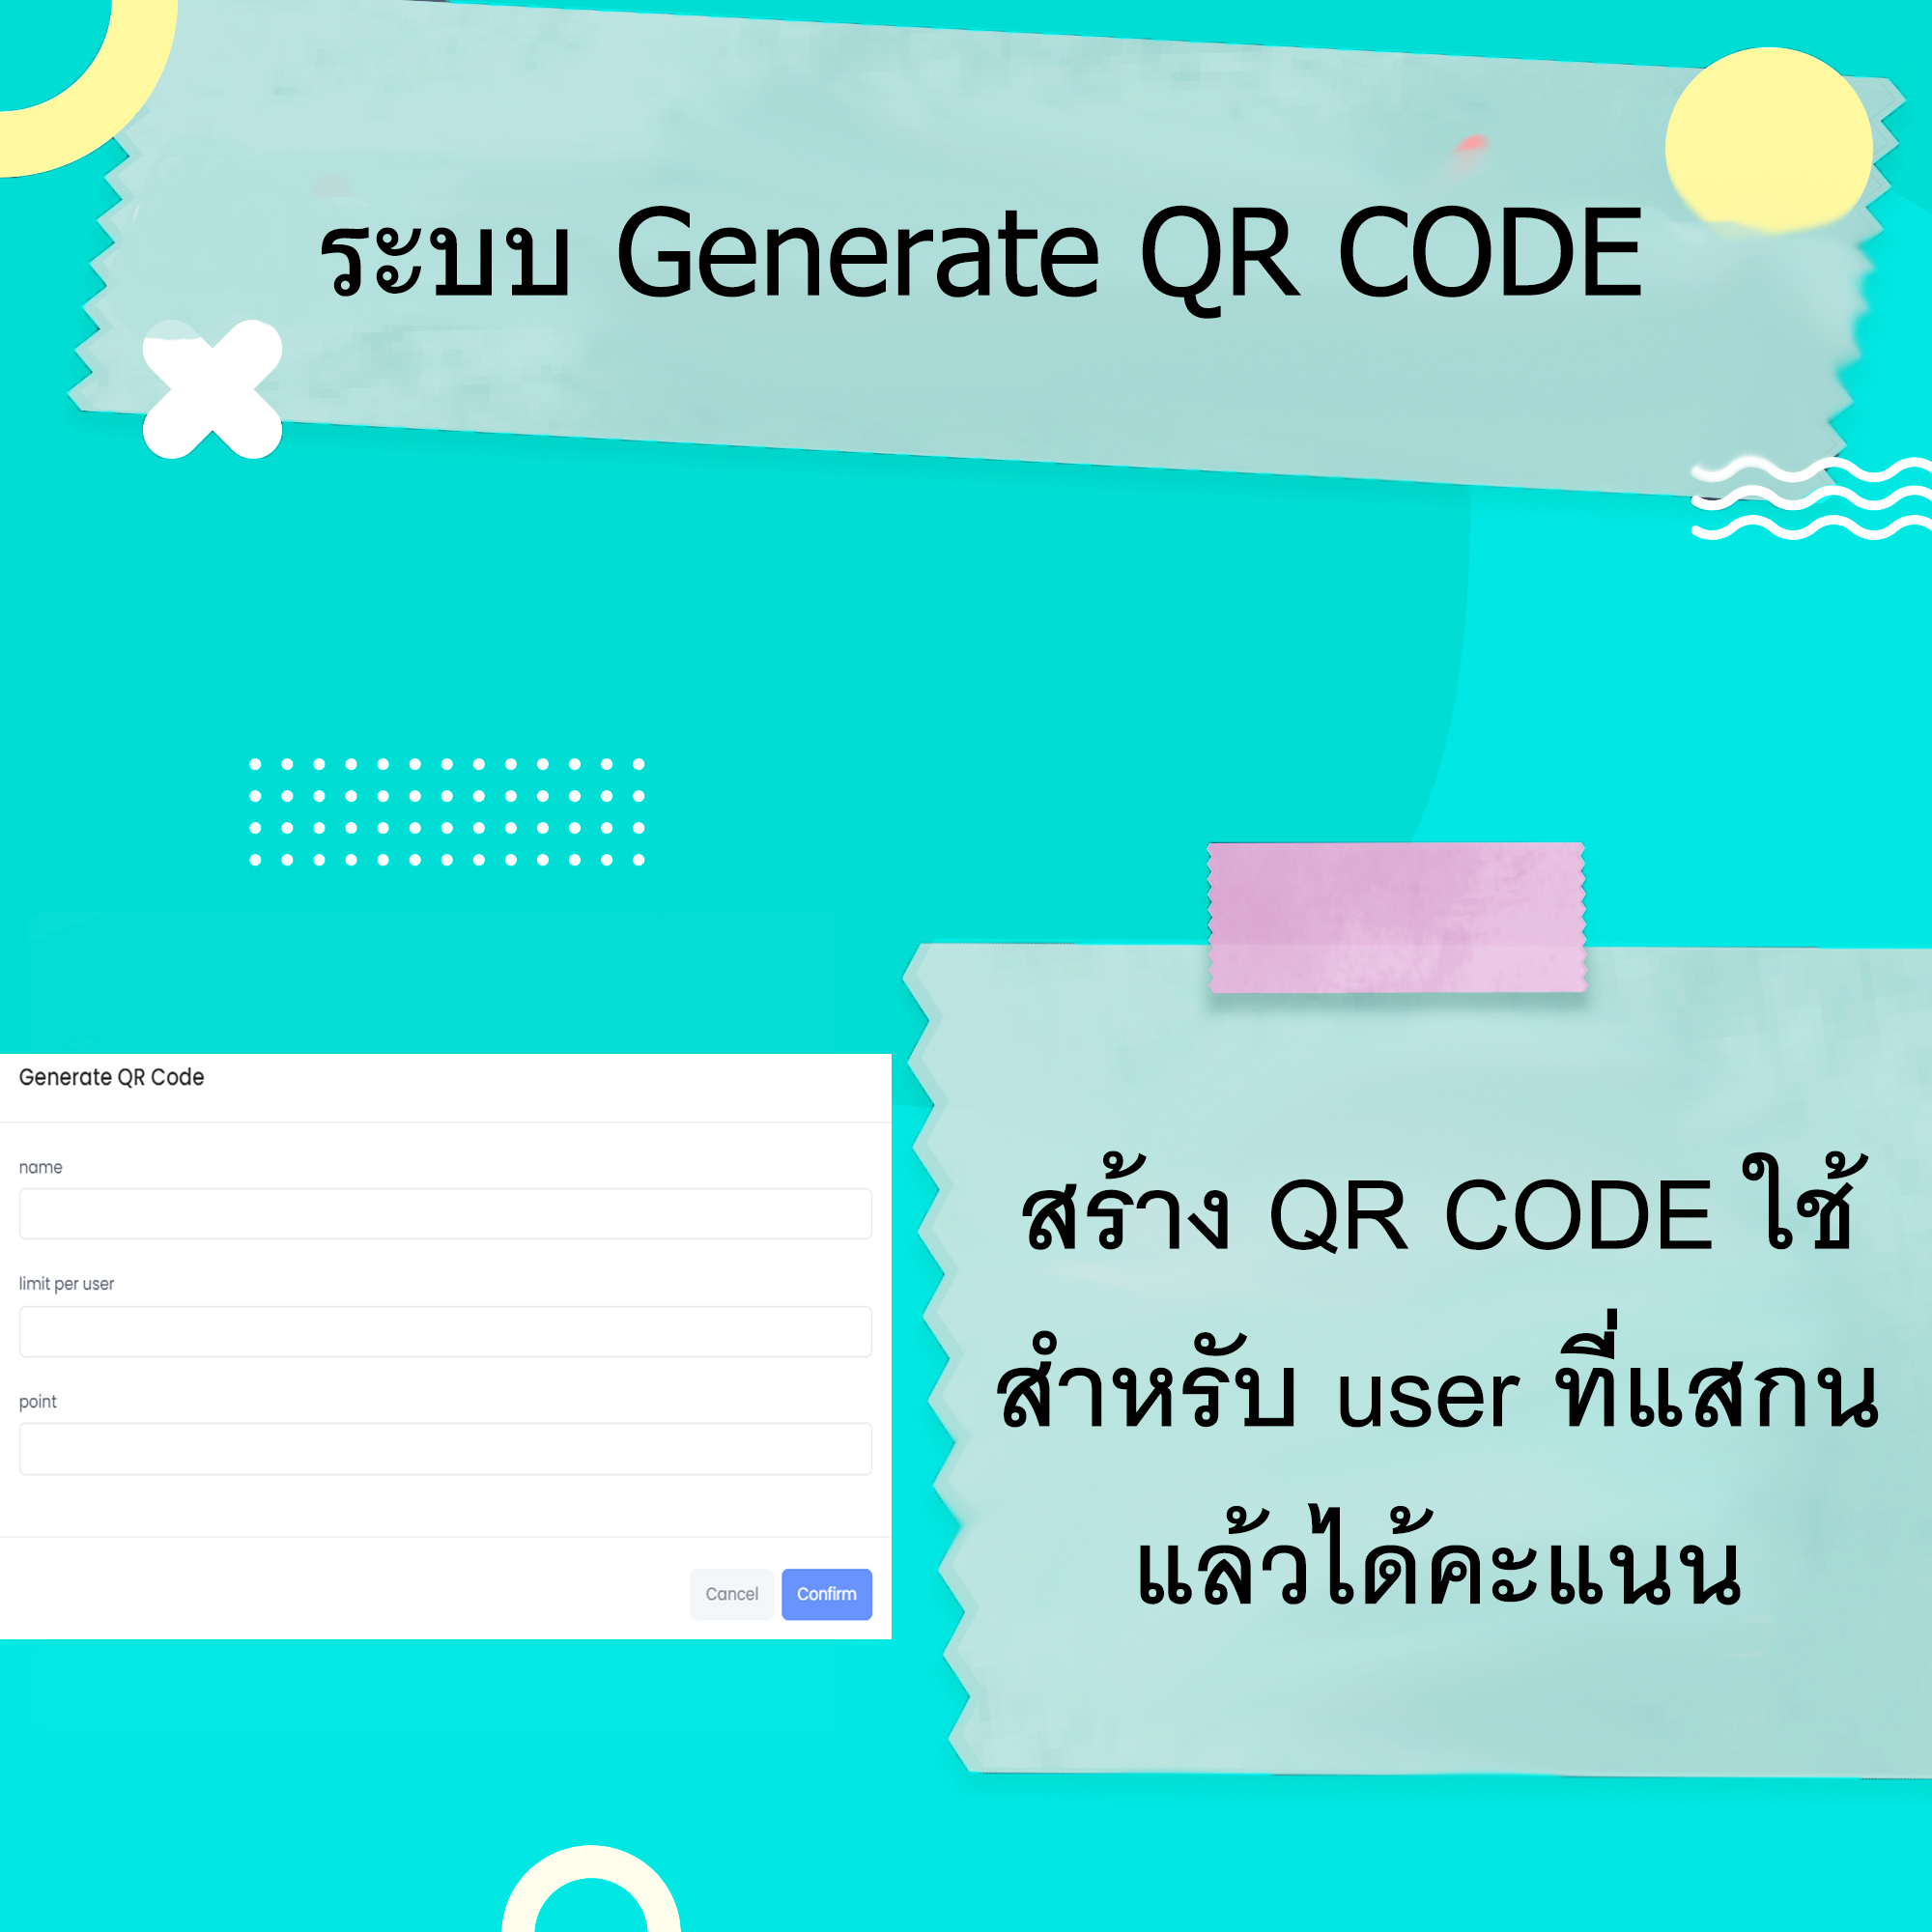 ระบบ Generate QR CODE
Generate QR Code
name
limit per user
point
Cancel
Confirm
สร้าง QR CODE ใช้
สำหรับ user ที่แสกน
แล้วได้คะแนน